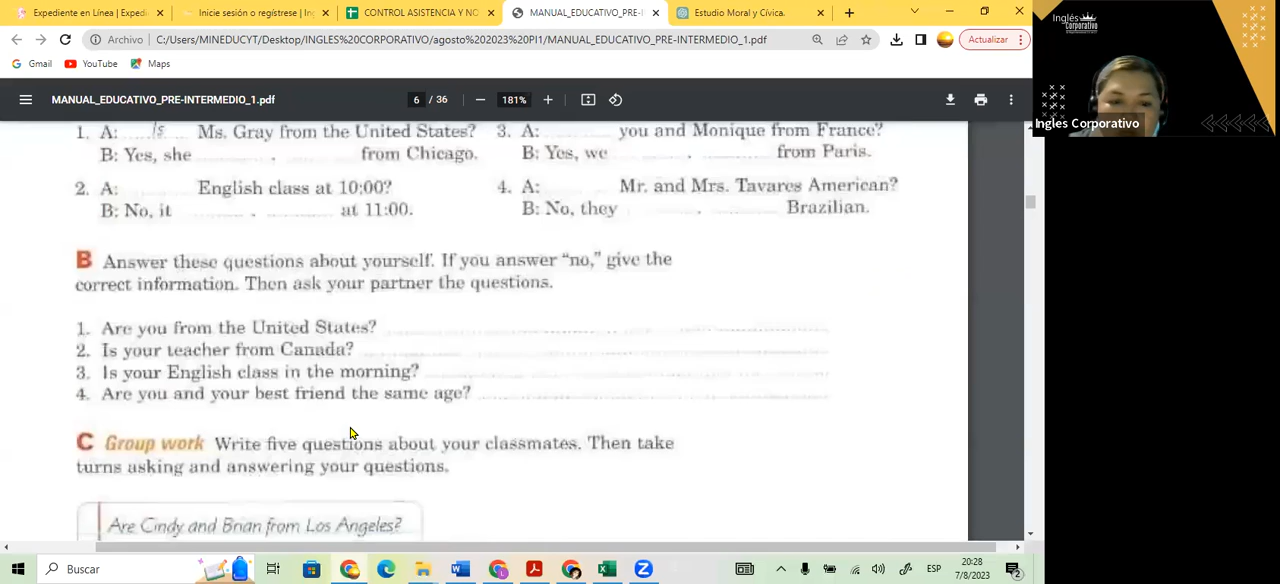 Expediente en Línea | Expedi
Inicie sesión o regístrese | Ing
CONTROL ASISTENCIA Y NO
MANUAL_EDUCATIVO_PRE-I
Estudio Moral y Cívica.
Archivo C:/Users/MINEDUCYT/Desktop/INGLES%20CORPORATIVO/agosto%202023%20PI1/MANUAL_EDUCATIVO_PRE-INTERMEDIO_1.pdf
Actualizar
Gmail YouTube Maps
MANUAL_EDUCATIVO_PRE-INTERMEDIO_1.pdf
6 / 36
181%
Inglés
Corporativo
Ingles Corporativo
1. A: Is Ms. Gray from the United States?
B: Yes, she . from Chicago.
2. A: English class at 10:00?
B: No, it . at 11:00.
3. A: you and Monique from France?
B: Yes, we . from Paris.
4. A: Mr. and Mrs. Tavares American?
B: No, they . Brazilian.
B Answer these questions about yourself. If you answer “no,” give the
correct information. Then ask your partner the questions.
1. Are you from the United States?
2. Is your teacher from Canada?
3. Is your English class in the morning?
4. Are you and your best friend the same age?
C Group work Write five questions about your classmates. Then take
turns asking and answering your questions.
Are Cindy and Brian from Los Angeles?
Buscar
ESP
20:28
7/8/2023
2